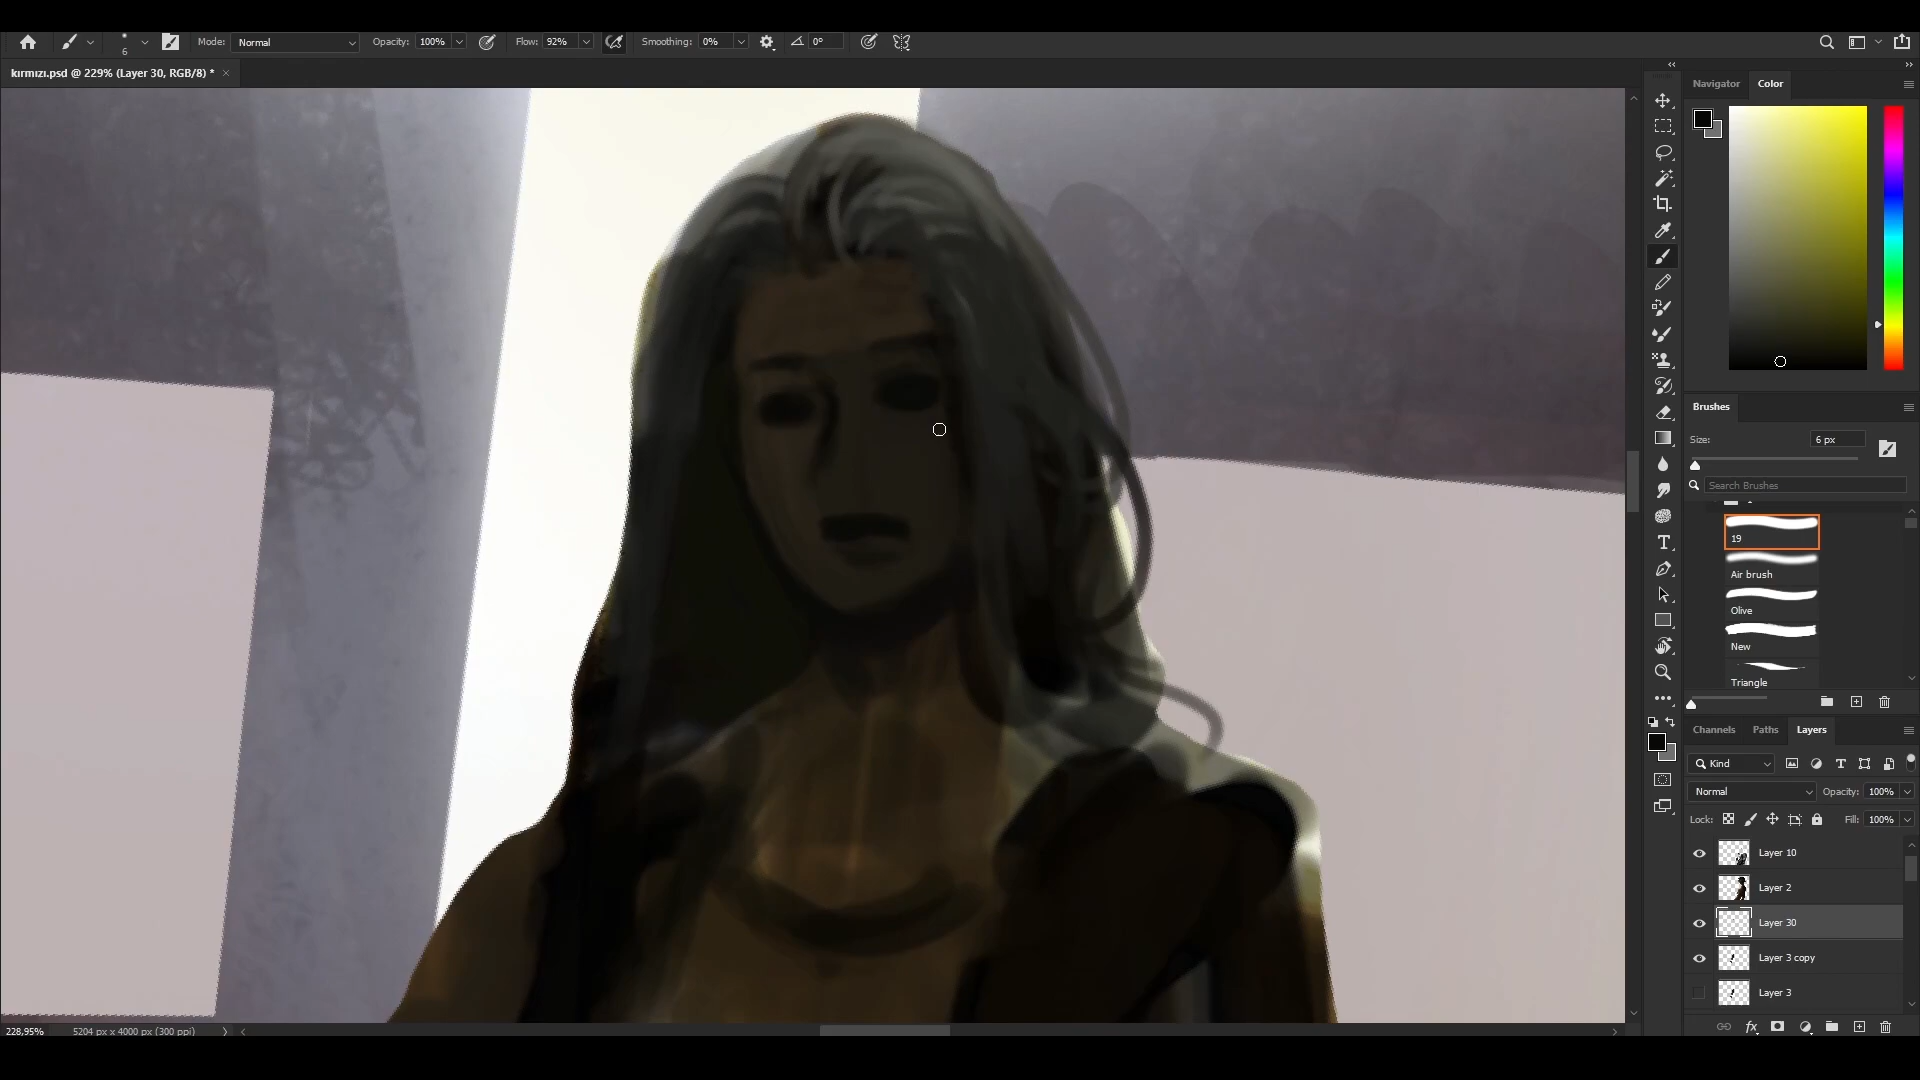 6
Mode: Normal
Opacity: 100%
Flow: 92%
Smoothing: 0%
0°
kırmızı.psd @ 229% (Layer 30, RGB/8) *
Navigator
Color
Brushes
Size:
6 px
Search Brushes
19
Air brush
Olive
New
Triangle
Channels
Paths
Layers
Kind
Normal
Opacity: 100%
Lock:
Fill: 100%
Layer 10
Layer 2
Layer 30
Layer 3 copy
Layer 3
228,95%
5204 px x 4000 px (300 ppi)